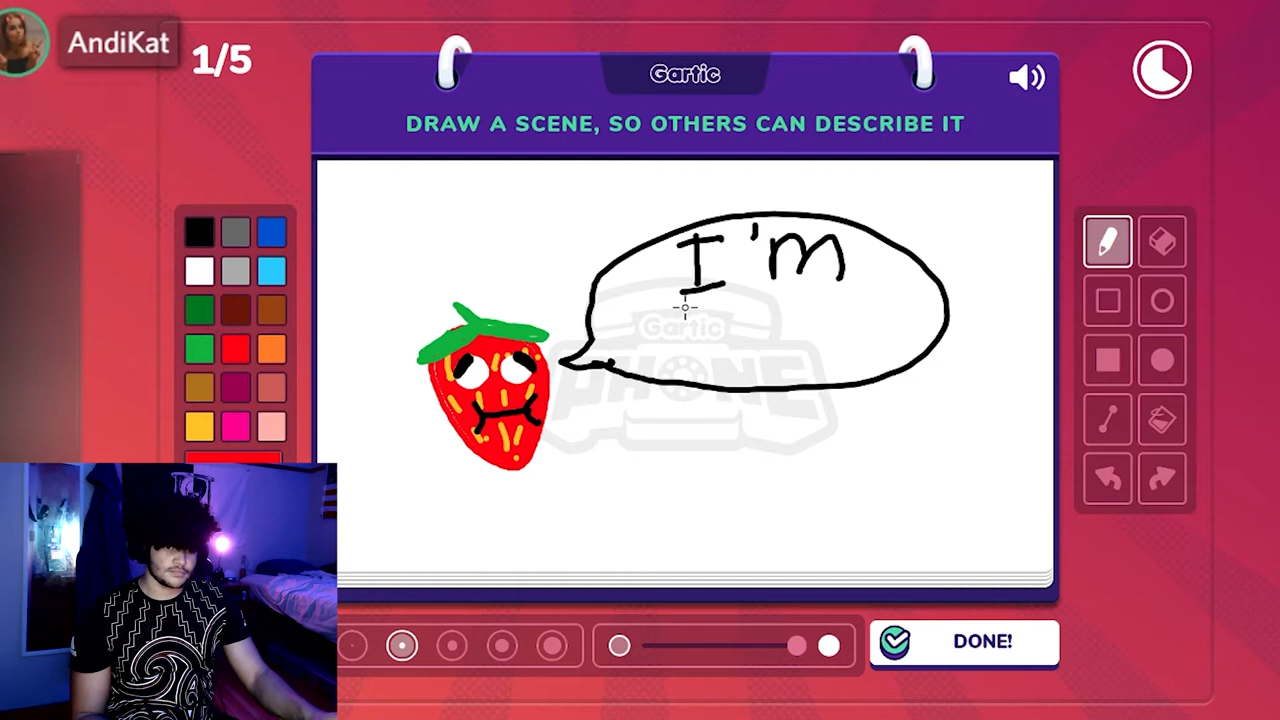 AndiKat
1/5
Gartic
DRAW A SCENE, SO OTHERS CAN DESCRIBE IT
I'm
Gartic
PHONE
DONE!